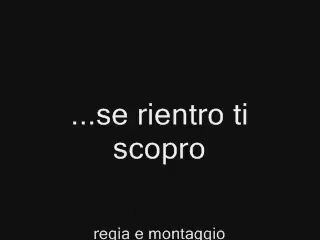 ...se rientro ti
scopro
regia e montaggio